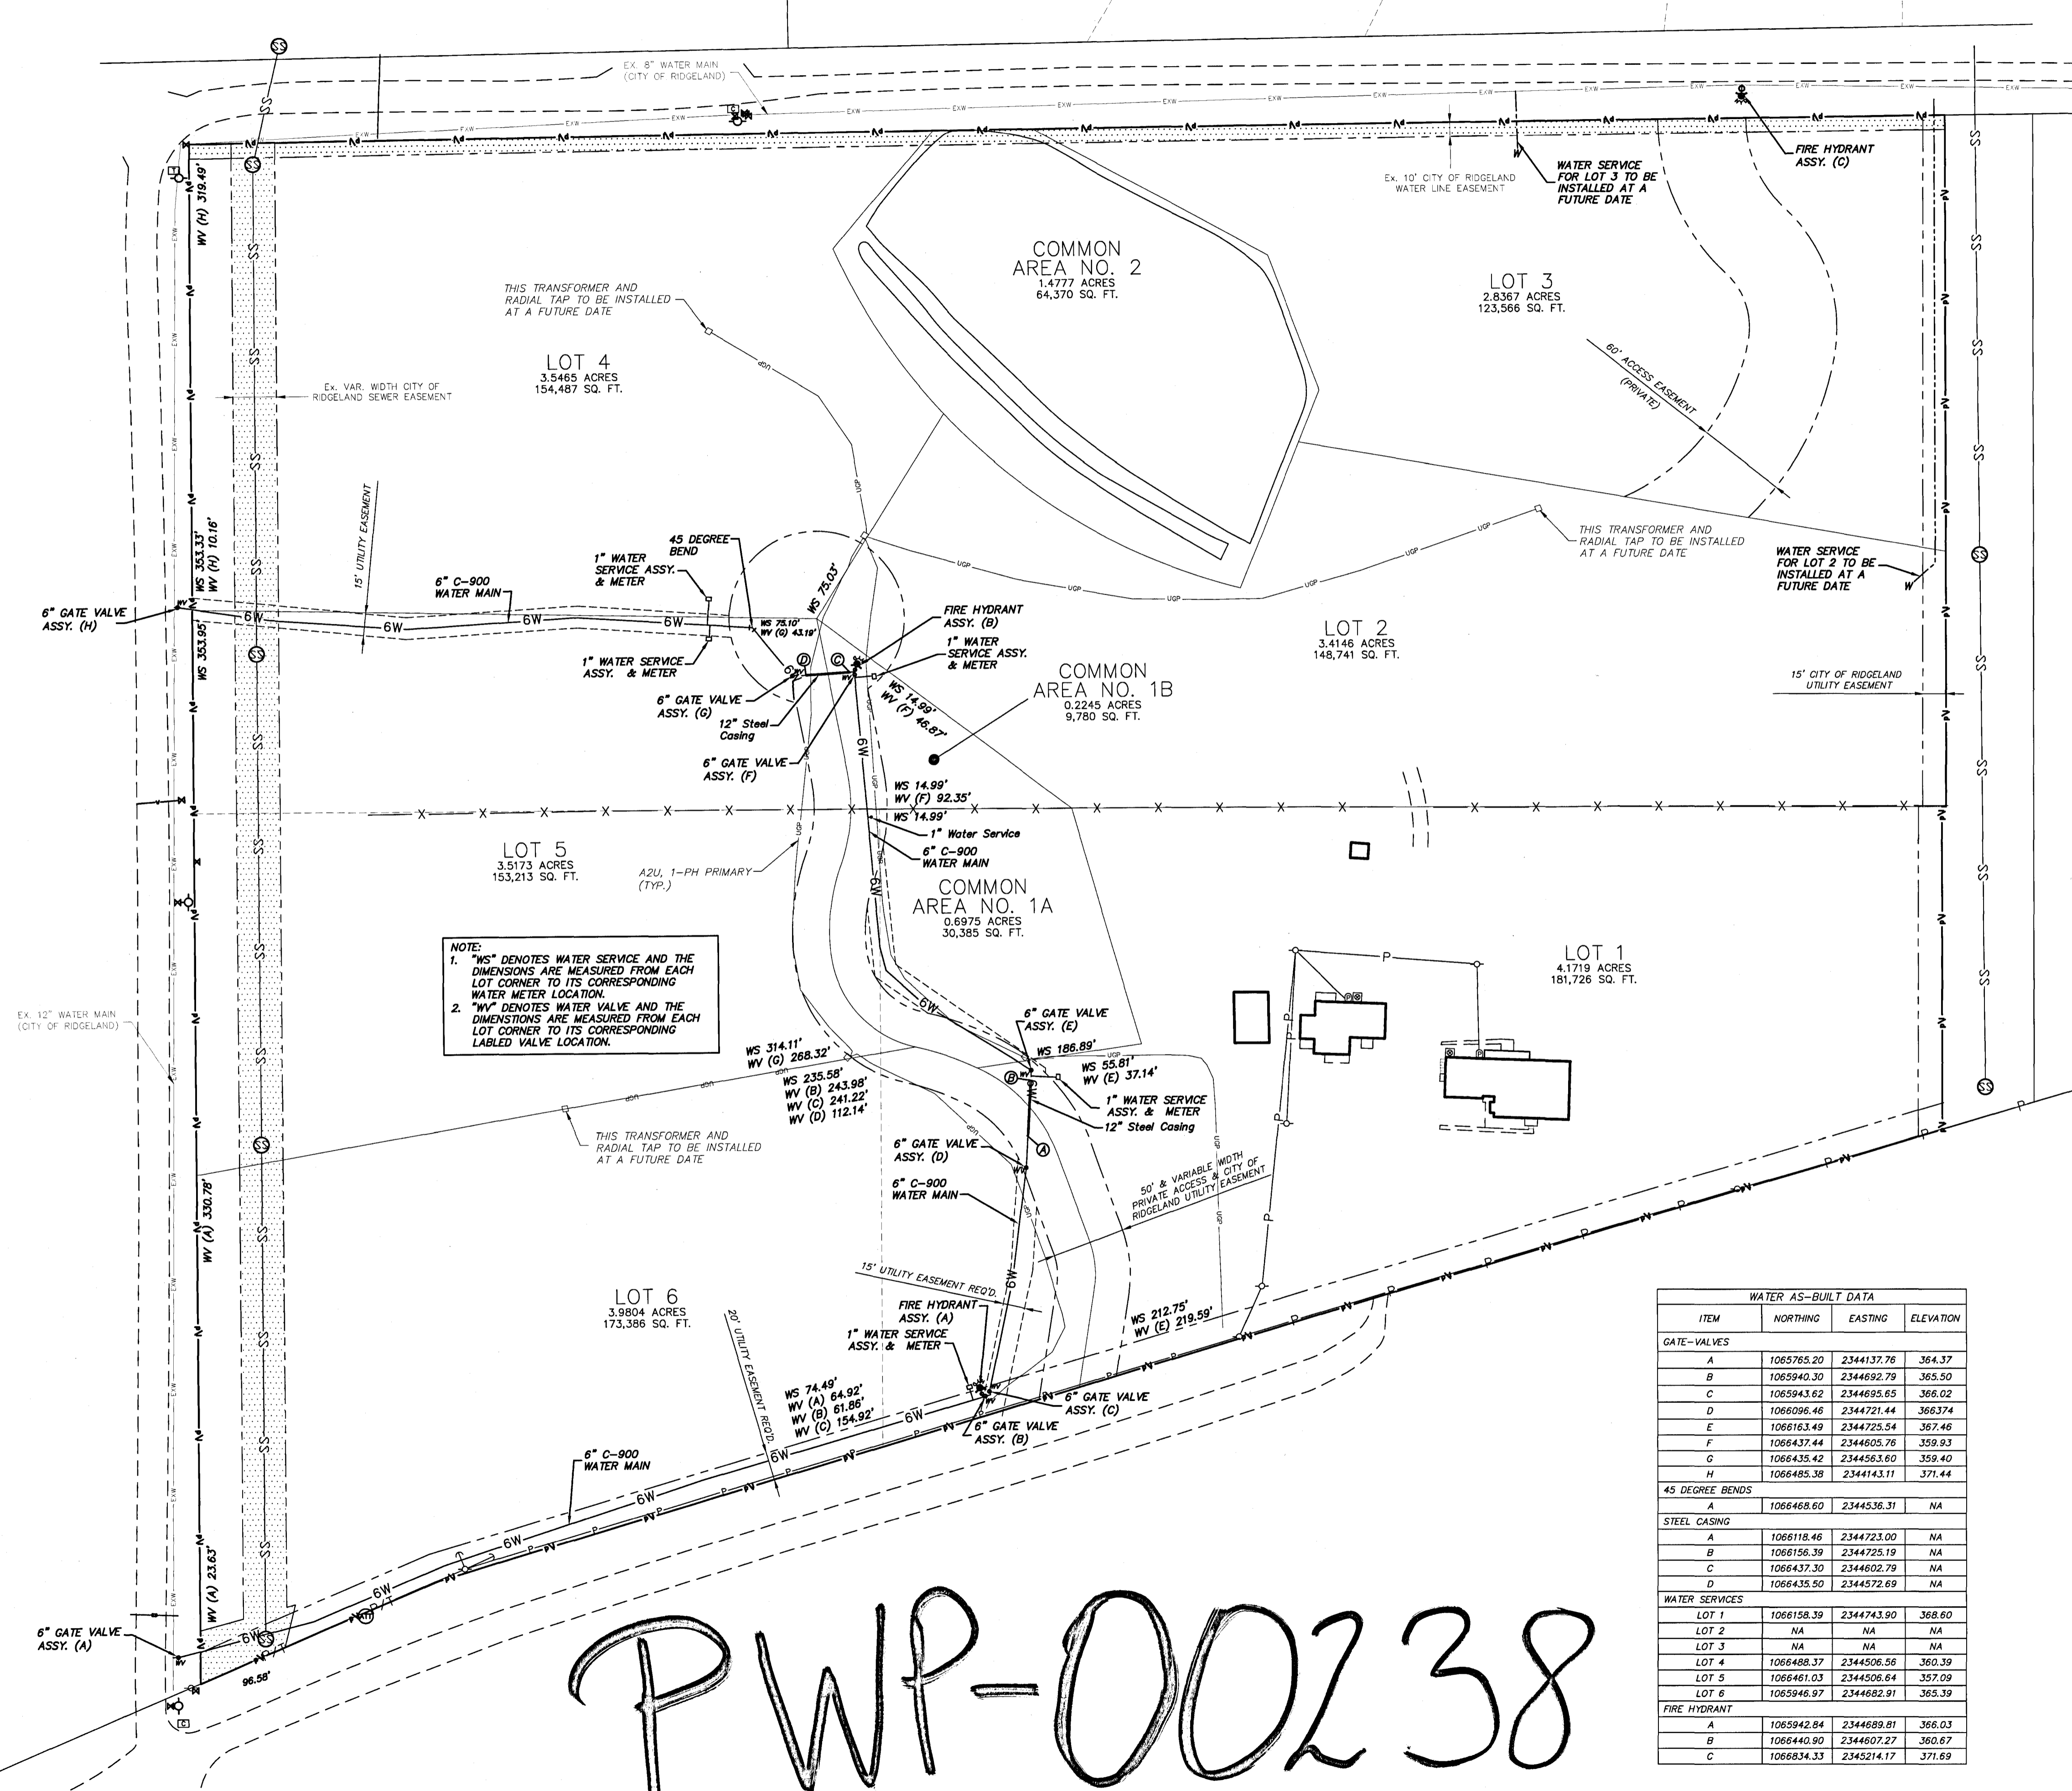 EX. 8" WATER MAIN
(CITY OF RIDGELAND)
FIRE HYDRANT
ASSY. (C)
WATER SERVICE
FOR LOT 3 TO BE
INSTALLED AT A
FUTURE DATE
Ex. 10' CITY OF RIDGELAND
WATER LINE EASEMENT
WV (H) 319.49'
COMMON
AREA NO. 2
1.4777 ACRES
64,370 SQ. FT.
LOT 3
2.8367 ACRES
123,566 SQ. FT.
THIS TRANSFORMER AND
RADIAL TAP TO BE INSTALLED
AT A FUTURE DATE
LOT 4
3.5465 ACRES
154,487 SQ. FT.
Ex. VAR. WIDTH CITY OF
RIDGELAND SEWER EASEMENT
60' ACCESS EASEMENT
(PRIVATE)
15' UTILITY EASEMENT
WS 353.33'
WV (H) 10.16'
6" C-900
WATER MAIN
1" WATER
SERVICE ASSY.
& METER
45 DEGREE
BEND
WS 75.03'
THIS TRANSFORMER AND
RADIAL TAP TO BE INSTALLED
AT A FUTURE DATE
WATER SERVICE
FOR LOT 2 TO BE
INSTALLED AT A
FUTURE DATE
6" GATE VALVE
ASSY. (H)
WS 353.95'
WS 75.10'
WV (G) 43.19'
FIRE HYDRANT
ASSY. (B)
1" WATER
SERVICE ASSY.
& METER
1" WATER SERVICE
ASSY. & METER
D
C
LOT 2
3.4146 ACRES
148,741 SQ. FT.
15' CITY OF RIDGELAND
UTILITY EASEMENT
6" GATE VALVE
ASSY. (G)
12" Steel
Casing
WS 14.99'
WV (F) 46.87'
COMMON
AREA NO. 1B
0.2245 ACRES
9,780 SQ. FT.
6" GATE VALVE
ASSY. (F)
WS 14.99'
WV (F) 92.35'
WS 14.99'
1" Water Service
6" C-900
WATER MAIN
LOT 5
3.5173 ACRES
153,213 SQ. FT.
A2U, 1-PH PRIMARY
(TYP.)
COMMON
AREA NO. 1A
0.6975 ACRES
30,385 SQ. FT.
LOT 1
4.1719 ACRES
181,726 SQ. FT.
NOTE:
1. "WS" DENOTES WATER SERVICE AND THE
DIMENSIONS ARE MEASURED FROM EACH
LOT CORNER TO ITS CORRESPONDING
WATER METER LOCATION.
2. "WV" DENOTES WATER VALVE AND THE
DIMENSTIONS ARE MEASURED FROM EACH
LOT CORNER TO ITS CORRESPONDING
LABLED VALVE LOCATION.
EX. 12" WATER MAIN
(CITY OF RIDGELAND)
6" GATE VALVE
ASSY. (E)
WS 186.89'
WS 55.81'
WV (E) 37.14'
WS 314.11'
WV (G) 268.32'
WS 235.58'
WV (B) 243.98'
WV (C) 241.22'
WV (D) 112.14'
B
1" WATER SERVICE
ASSY. & METER
12" Steel Casing
THIS TRANSFORMER AND
RADIAL TAP TO BE INSTALLED
AT A FUTURE DATE
6" GATE VALVE
ASSY. (D)
A
6" C-900
WATER MAIN
50' & VARIABLE WIDTH
PRIVATE ACCESS & CITY OF
RIDGELAND UTILITY EASEMENT
WV (A) 330.78'
15' UTILITY EASEMENT REQ'D.
LOT 6
3.9804 ACRES
173,386 SQ. FT.
FIRE HYDRANT
ASSY. (A)
1" WATER SERVICE
ASSY. & METER
WS 212.75'
WV (E) 219.59'
20' UTILITY EASEMENT REQ'D.
WS 74.49'
WV (A) 64.92'
WV (B) 61.86'
WV (C) 154.92'
6" GATE VALVE
ASSY. (C)
6" GATE VALVE
ASSY. (B)
6" C-900
WATER MAIN
WV (A) 23.63'
6" GATE VALVE
ASSY. (A)
96.58'
PWP-00238
WATER AS-BUILT DATA
ITEM NORTHING EASTING ELEVATION
GATE-VALVES
A 1065765.20 2344137.76 364.37
B 1065940.30 2344692.79 365.50
C 1065943.62 2344695.65 366.02
D 1066096.46 2344721.44 366374
E 1066163.49 2344725.54 367.46
F 1066437.44 2344605.76 359.93
G 1066435.42 2344563.60 359.40
H 1066485.38 2344143.11 371.44
45 DEGREE BENDS
A 1066468.60 2344536.31 NA
STEEL CASING
A 1066118.46 2344723.00 NA
B 1066156.39 2344725.19 NA
C 1066437.30 2344602.79 NA
D 1066435.50 2344572.69 NA
WATER SERVICES
LOT 1 1066158.39 2344743.90 368.60
LOT 2 NA NA NA
LOT 3 NA NA NA
LOT 4 1066488.37 2344506.56 360.39
LOT 5 1066461.03 2344506.64 357.09
LOT 6 1065946.97 2344682.91 365.39
FIRE HYDRANT
A 1065942.84 2344689.81 366.03
B 1066440.90 2344607.27 360.67
C 1066834.33 2345214.17 371.69